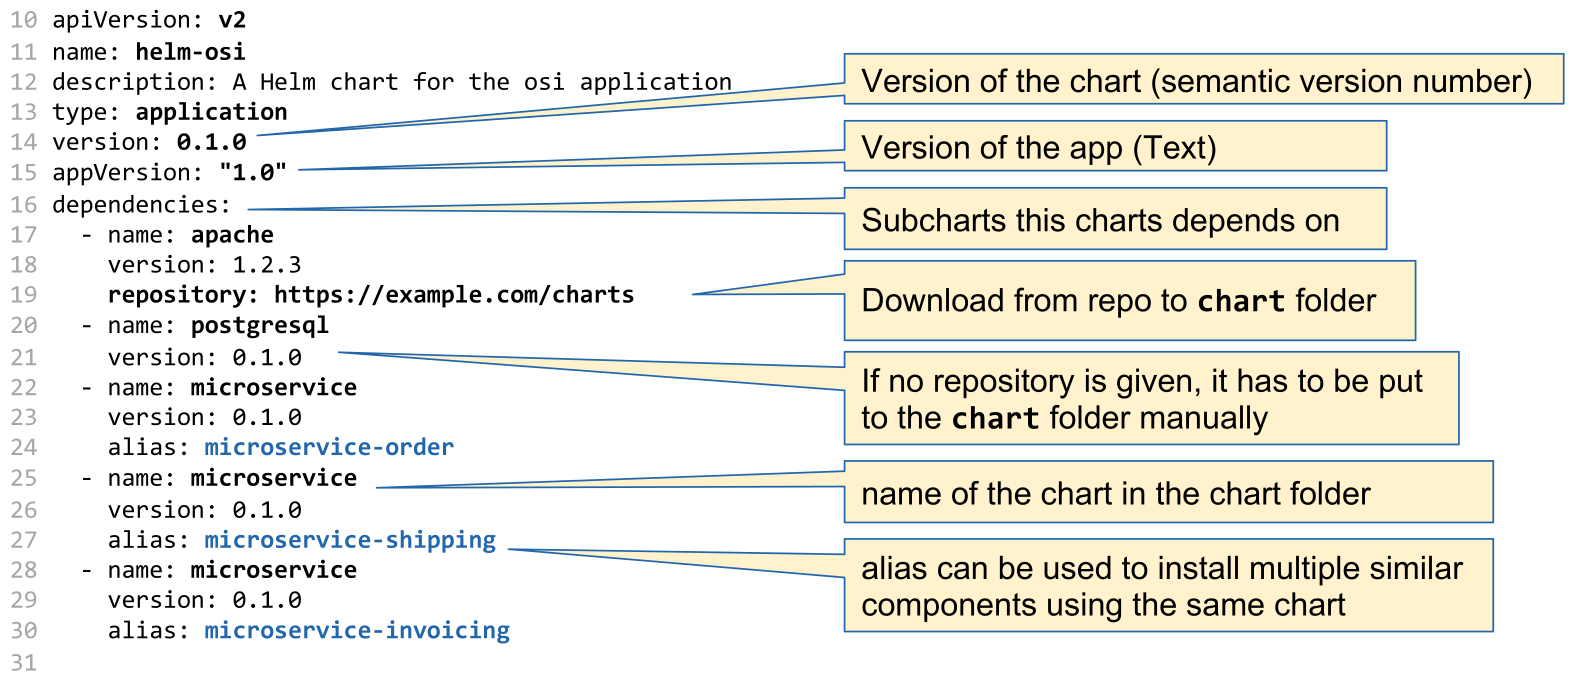 10 apiVersion: v2
11 name: helm-osi
12 description: A Helm chart for the osi application
13 type: application
14 version: 0.1.0
15 appVersion: "1.0"
16 dependencies:
17 - name: apache
18 version: 1.2.3
19 repository: https://example.com/charts
20 - name: postgresql
21 version: 0.1.0
22 - name: microservice
23 version: 0.1.0
24 alias: microservice-order
25 - name: microservice
26 version: 0.1.0
27 alias: microservice-shipping
28 - name: microservice
29 version: 0.1.0
30 alias: microservice-invoicing
31
Version of the chart (semantic version number)
Version of the app (Text)
Subcharts this charts depends on
Download from repo to chart folder
If no repository is given, it has to be put
to the chart folder manually
name of the chart in the chart folder
alias can be used to install multiple similar
components using the same chart